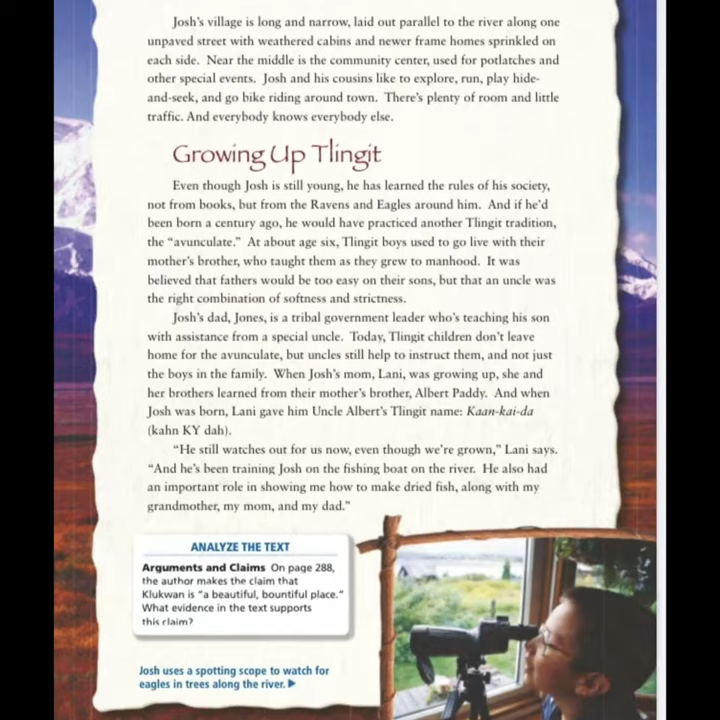 Josh's village is long and narrow, laid out parallel to the river along one
unpaved street with weathered cabins and newer frame homes sprinkled on
each side. Near the middle is the community center, used for potlatches and
other special events. Josh and his cousins like to explore, run, play hide-
and-seek, and go bike riding around town. There's plenty of room and little
traffic. And everybody knows everybody else.
Growing Up Tlingit
Even though Josh is still young, he has learned the rules of his society,
not from books, but from the Ravens and Eagles around him. And if he'd
been born a century ago, he would have practiced another Tlingit tradition,
the "avunculate." At about age six, Tlingit boys used to go live with their
mother's brother, who taught them as they grew to manhood. It was
believed that fathers would be too easy on their sons, but that an uncle was
the right combination of softness and strictness.
Josh's dad, Jones, is a tribal government leader who's teaching his son
with assistance from a special uncle. Today, Tlingit children don't leave
home for the avunculate, but uncles still help to instruct them, and not just
the boys in the family. When Josh's mom, Lani, was growing up, she and
her brothers learned from their mother's brother, Albert Paddy. And when
Josh was born, Lani gave him Uncle Albert's Tlingit name: Kaan-kai-da
(kahn KY dah).
"He still watches out for us now, even though we're grown," Lani says.
"And he's been training Josh on the fishing boat on the river. He also had
an important role in showing me how to make dried fish, along with my
grandmother, my mom, and my dad."
ANALYZE THE TEXT
Arguments and Claims On page 288,
the author makes the claim that
Klukwan is "a beautiful, bountiful place."
What evidence in the text supports
this claim?
Josh uses a spotting scope to watch for
eagles in trees along the river. ▶